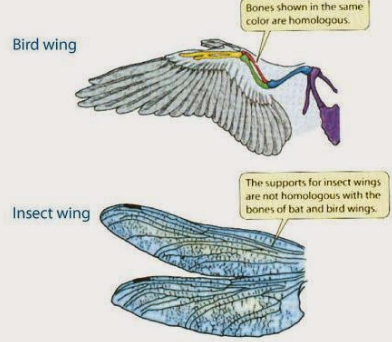 Bones shown in the same
color are homologous.
Bird wing
The supports for insect wings
are not homologous with the
bones of bat and bird wings.
Insect wing